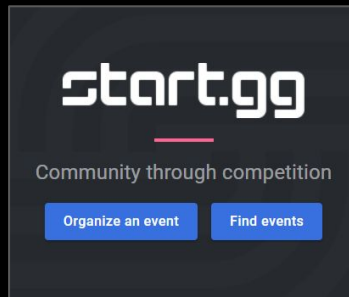 start.gg
Community through competition
Organize an event
Find events